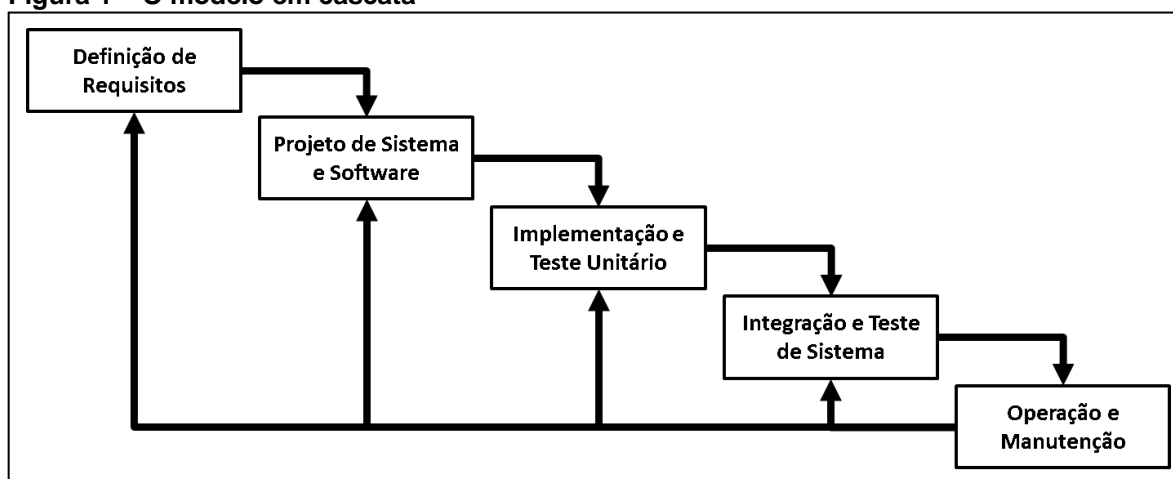 Definição de
Requisitos
Projeto de Sistema
e Software
Implementação e
Teste Unitário
Integração e Teste
de Sistema
Operação e
Manutenção